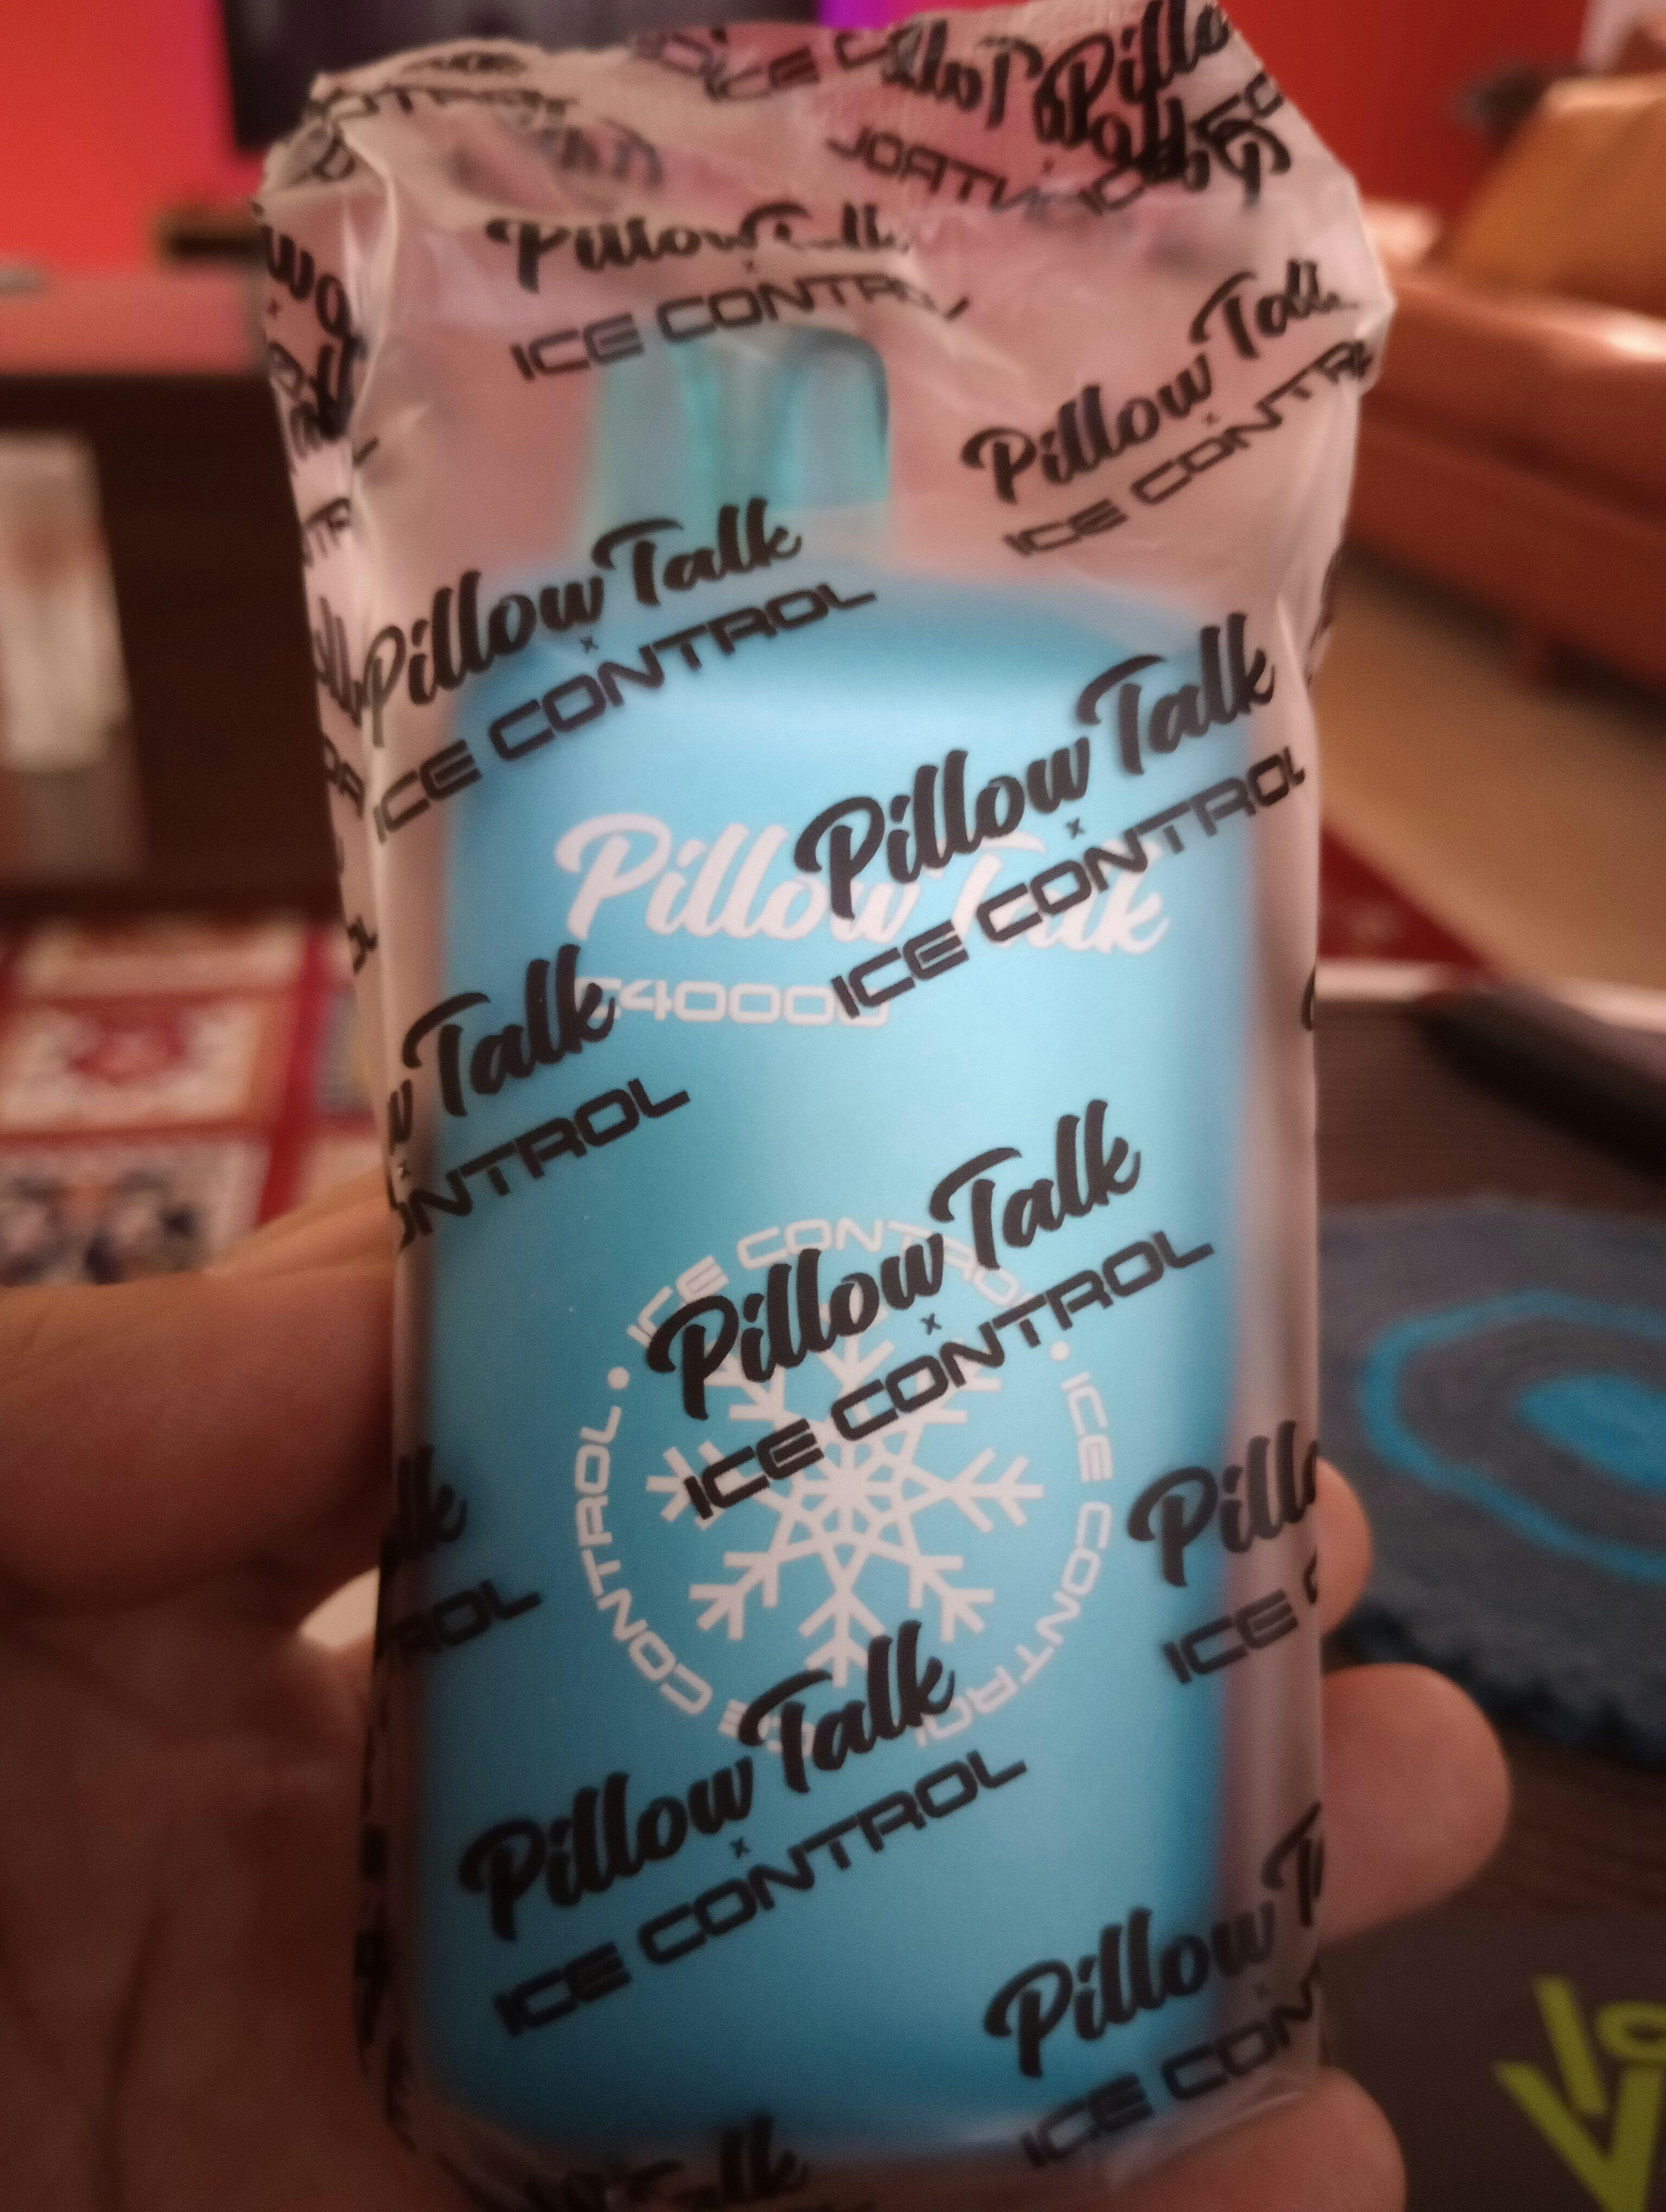 Pillow Talk
x
ICE CONTROL
Pillow Talk
x
ICE CONTROL
Pillow Talk
x
ICE CONTROL
Pillow Talk
x
ICE CONTROL
Pillow Talk
Talk
CONTROL
Pillow Talk
x
ICE CONTROL
ICE CONTROL • ICE CONTROL
ICE CONTROL •
Pillow
ICE
ROL
Pillow Talk
x
ICE CONTROL
Pillow
ICE CON
Talk